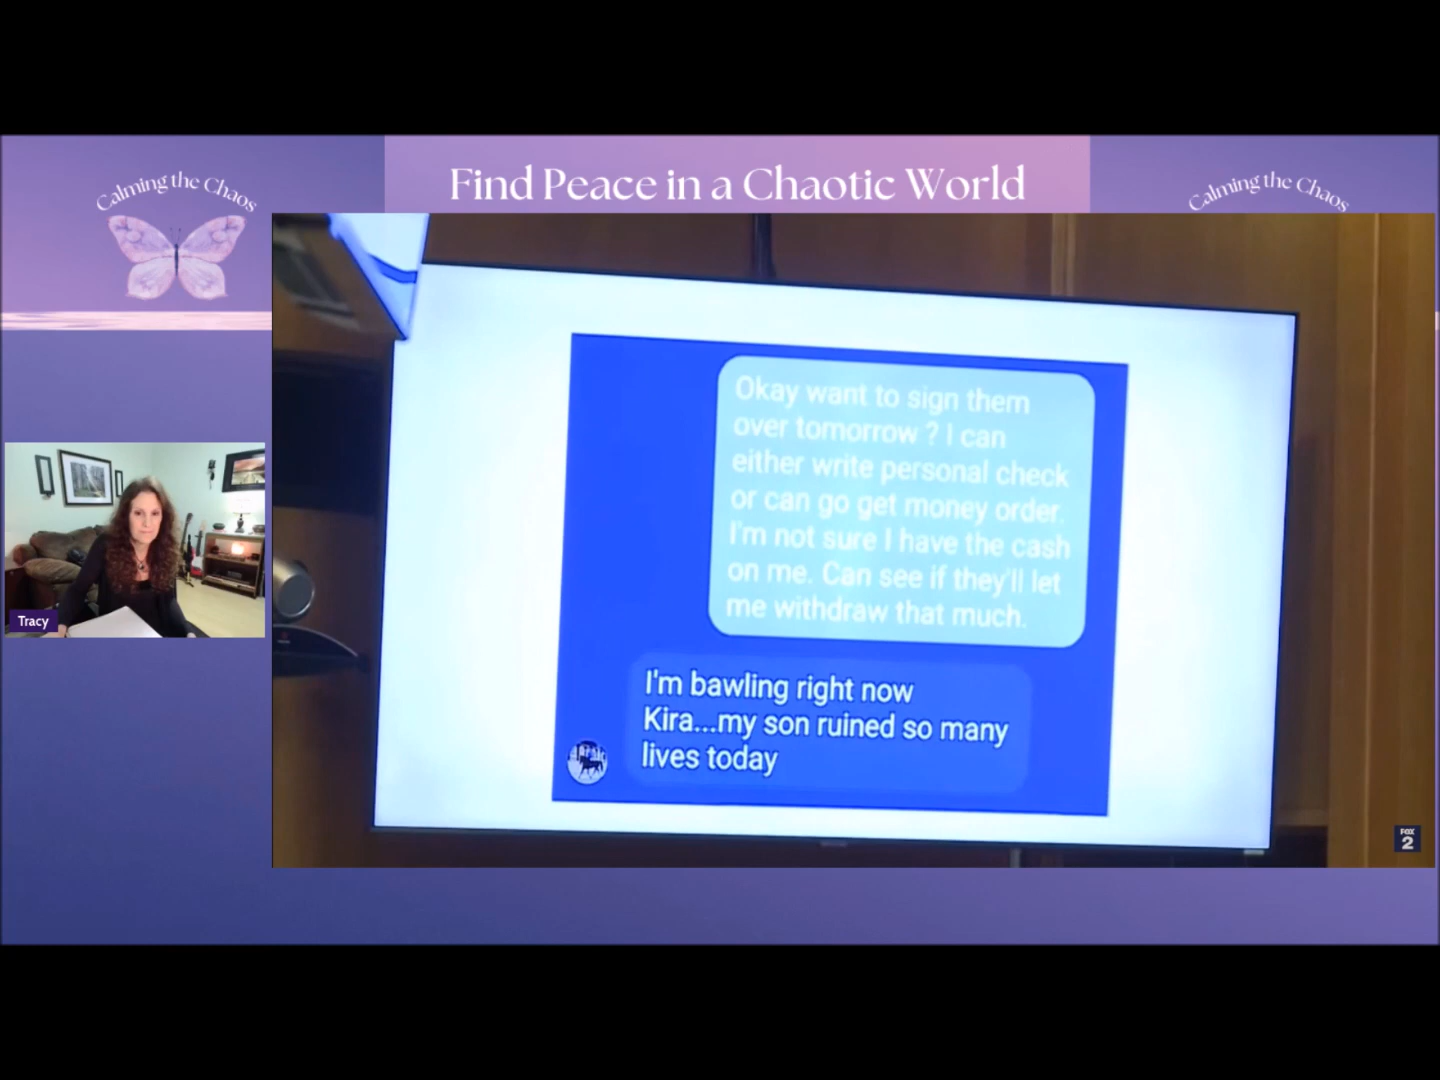 Calming the Chaos
Find Peace in a Chaotic World
Calming the Chaos
Okay want to sign them
over tomorrow ? I can
either write personal check
or can go get money order.
I'm not sure I have the cash
on me. Can see if they'll let
me withdraw that much.
I'm bawling right now
Kira...my son ruined so many
lives today
Tracy
FOX
2